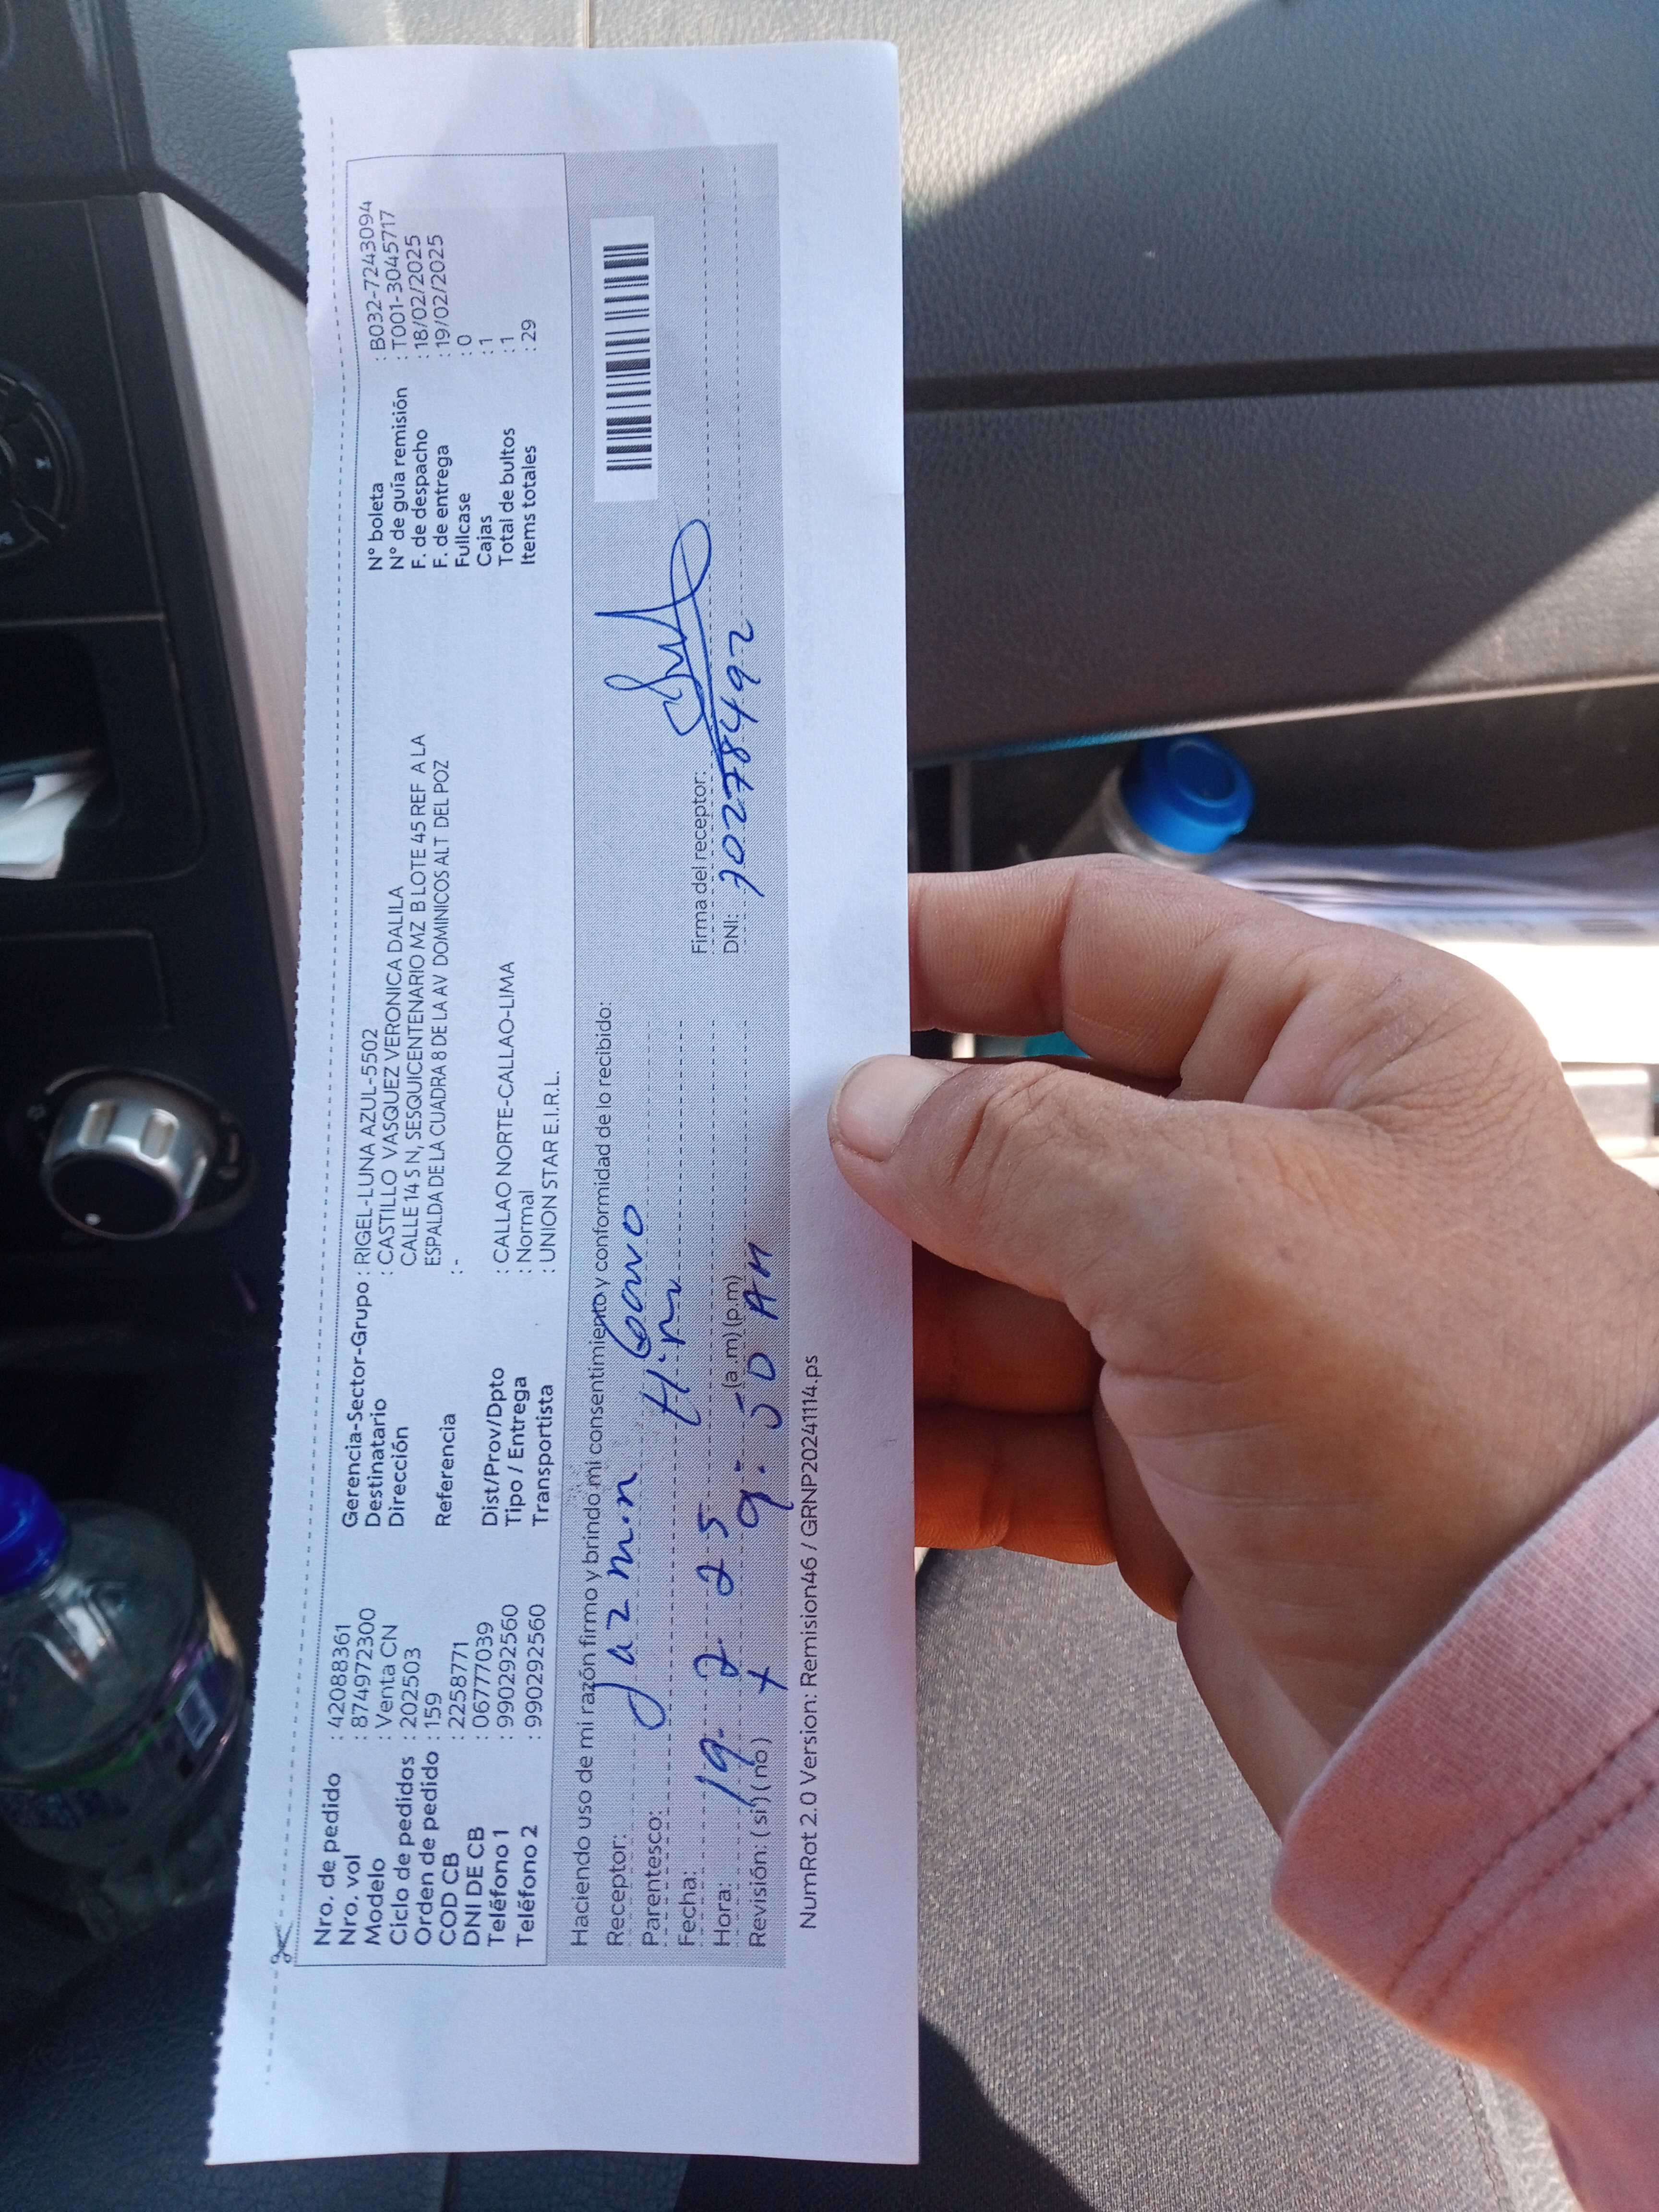 Nro. de pedido : 42088361
Nro. vol : 874972300
Modelo : Venta CN
Ciclo de pedidos : 202503
Orden de pedido : 159
COD CB : 2258771
DNI DE CB : 06777039
Teléfono 1 : 990292560
Teléfono 2 : 990292560
Gerencia-Sector-Grupo : RIGEL-LUNA AZUL-5502
Destinatario : CASTILLO VASQUEZ VERONICA DALILA
Dirección CALLE 14 S N, SESQUICENTENARIO MZ B LOTE 45 REF A LA
ESPALDA DE LA CUADRA 8 DE LA AV DOMINICOS ALT DEL POZ
Referencia : -
Dist/Prov/Dpto : CALLAO NORTE-CALLAO-LIMA
Tipo / Entrega : Normal
Transportista : UNION STAR E.I.R.L.
N° boleta : B032-7243094
N° de guía remisión : T001-3045717
F. de despacho : 18/02/2025
F. de entrega : 19/02/2025
Fullcase : 0
Cajas : 1
Total de bultos : 1
Items totales : 29
Haciendo uso de mi razón firmo y brindo mi consentimiento y conformidad de lo recibido:
Receptor: Jazmin
Parentesco:
Fecha: 19 2 25
Hora: 9:50 AM (a.m) (p.m)
Revisión: ( si ) ( no )
Firma del receptor:
DNI: 70278492
NumRot 2.0 Version: Remision46 / GRNP20241114.ps